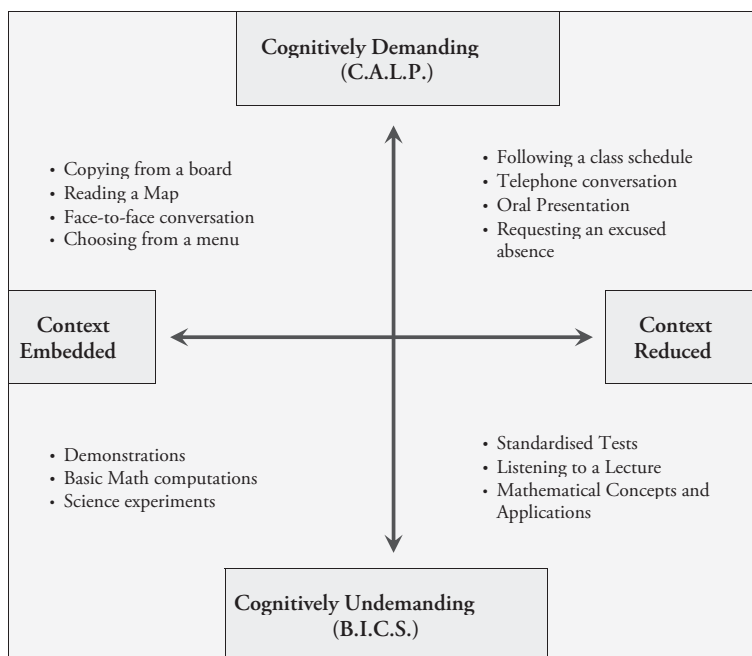 Cognitively Demanding
(C.A.L.P.)
• Copying from a board
• Reading a Map
• Face-to-face conversation
• Choosing from a menu
• Following a class schedule
• Telephone conversation
• Oral Presentation
• Requesting an excused
absence
Context
Embedded
Context
Reduced
• Demonstrations
• Basic Math computations
• Science experiments
• Standardised Tests
• Listening to a Lecture
• Mathematical Concepts and
Applications
Cognitively Undemanding
(B.I.C.S.)